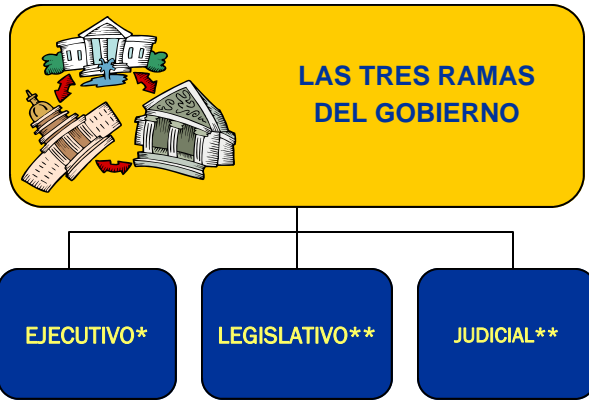 LAS TRES RAMAS
DEL GOBIERNO
EJECUTIVO*
LEGISLATIVO**
JUDICIAL**